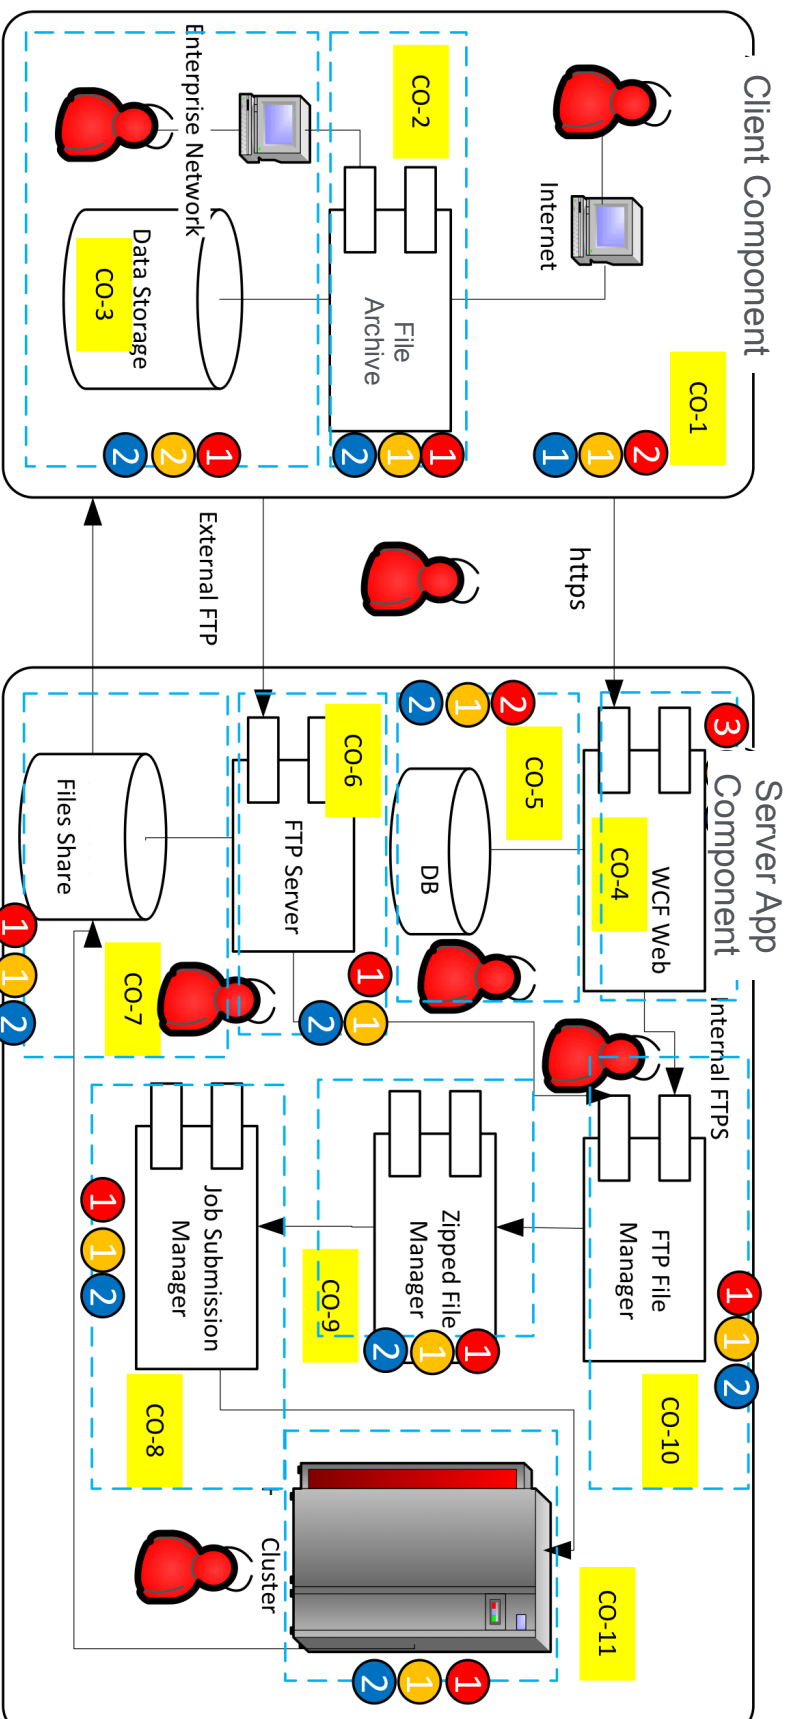 Client Component
CO-1
Internet
CO-2
File
Archive
Enterprise Network
Data Storage
CO-3
2
1
1
1
1
2
1
2
2
https
External FTP
Server App
Component
3
WCF Web
CO-4
CO-5
DB
2
1
2
CO-6
FTP Server
1
1
2
Files Share
CO-7
1
1
2
Internal FTPS
FTP File
Manager
CO-10
1
1
2
Zipped File
Manager
CO-9
1
1
2
Job Submission
Manager
CO-8
1
1
2
Cluster
CO-11
1
1
2